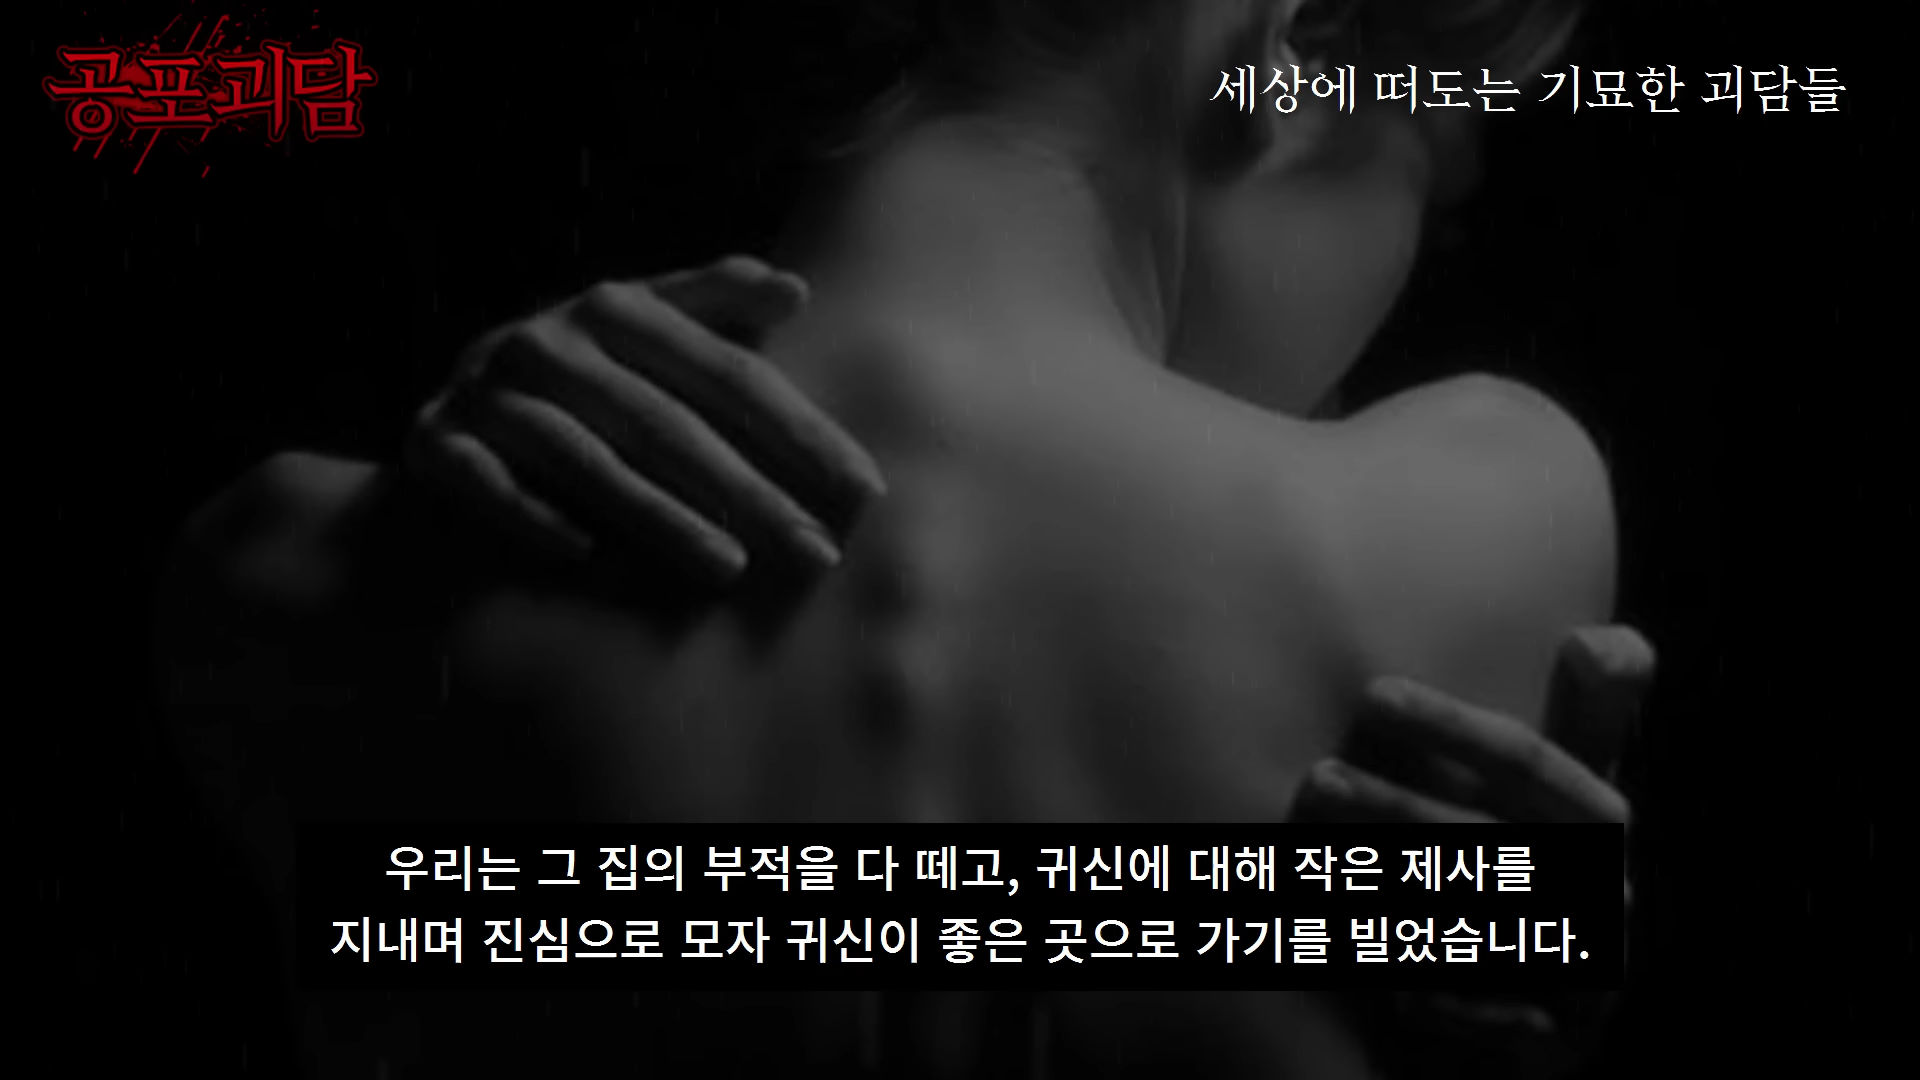 공포괴담
세상에 떠도는 기묘한 괴담들
우리는 그 집의 부적을 다 떼고, 귀신에 대해 작은 제사를
지내며 진심으로 모자 귀신이 좋은 곳으로 가기를 빌었습니다.